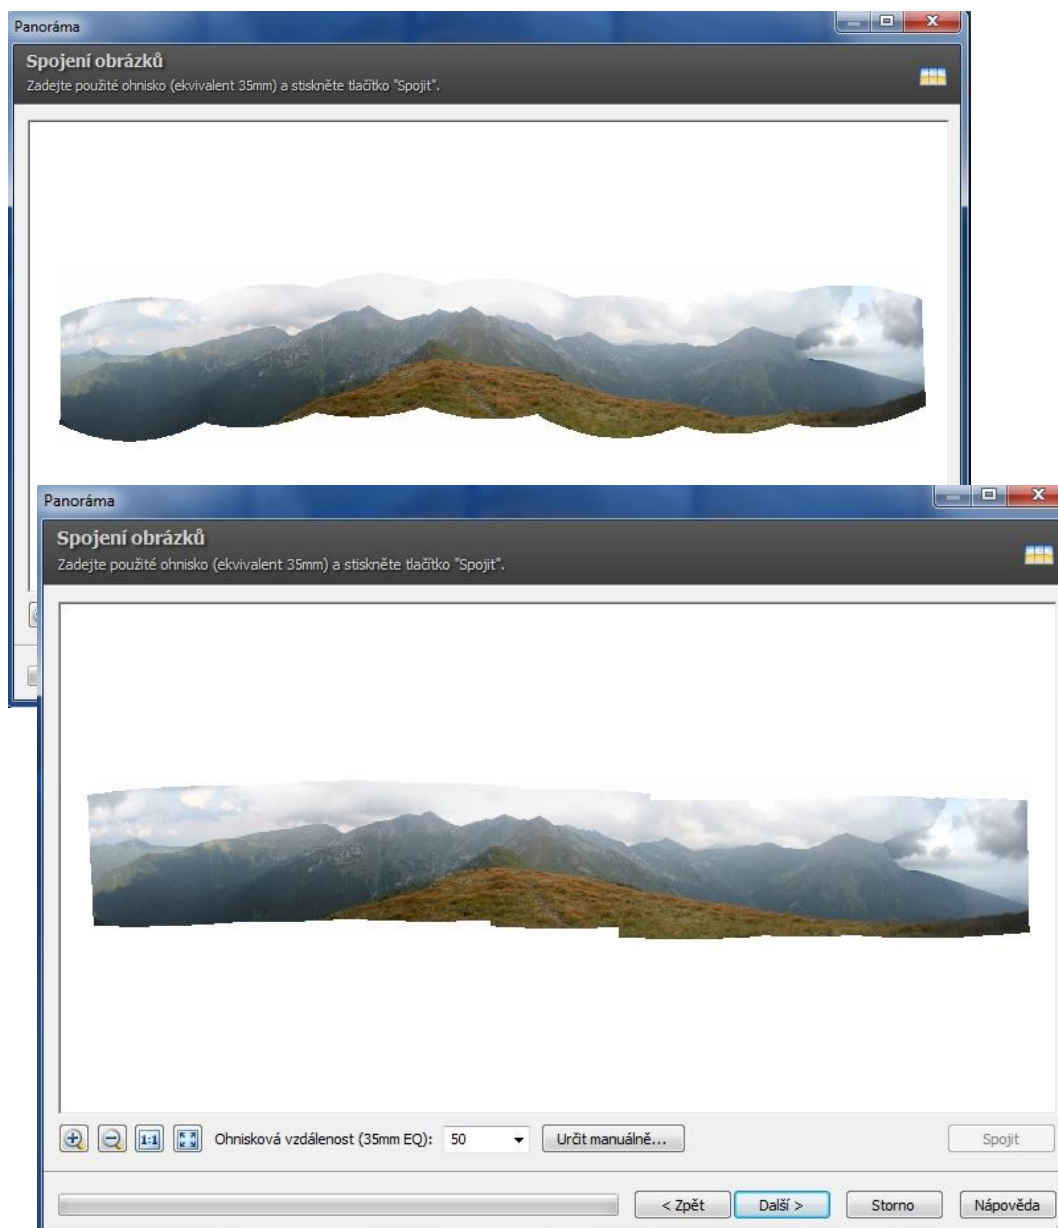 Panoráma
Spojení obrázků
Zadejte použité ohnisko (ekvivalent 35mm) a stiskněte tlačítko "Spojit".
Panoráma
Spojení obrázků
Zadejte použité ohnisko (ekvivalent 35mm) a stiskněte tlačítko "Spojit".
1:1 Ohnisková vzdálenost (35mm EQ): 50 Určit manuálně... Spojit
< Zpět Další > Storno Nápověda